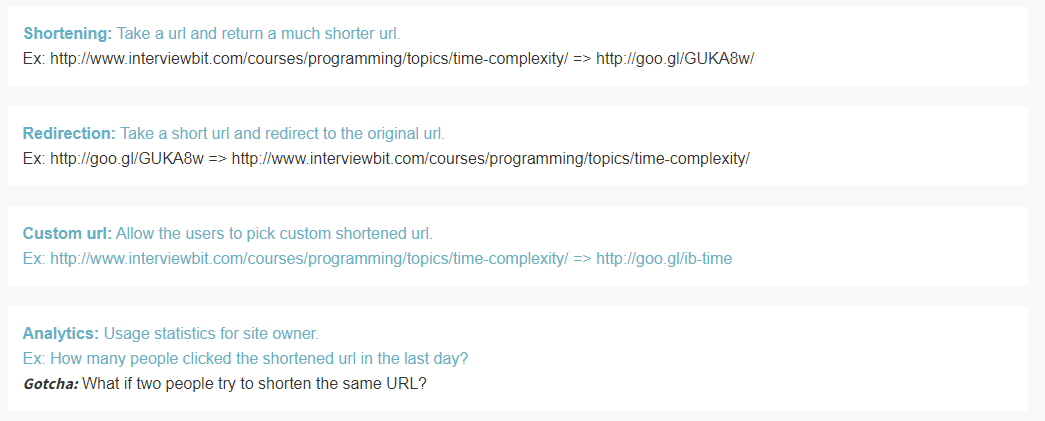 Shortening: Take a url and return a much shorter url.
Ex: http://www.interviewbit.com/courses/programming/topics/time-complexity/ => http://goo.gl/GUKA8w/
Redirection: Take a short url and redirect to the original url.
Ex: http://goo.gl/GUKA8w => http://www.interviewbit.com/courses/programming/topics/time-complexity/
Custom url: Allow the users to pick custom shortened url.
Ex: http://www.interviewbit.com/courses/programming/topics/time-complexity/ => http://goo.gl/ib-time
Analytics: Usage statistics for site owner.
Ex: How many people clicked the shortened url in the last day?
Gotcha: What if two people try to shorten the same URL?